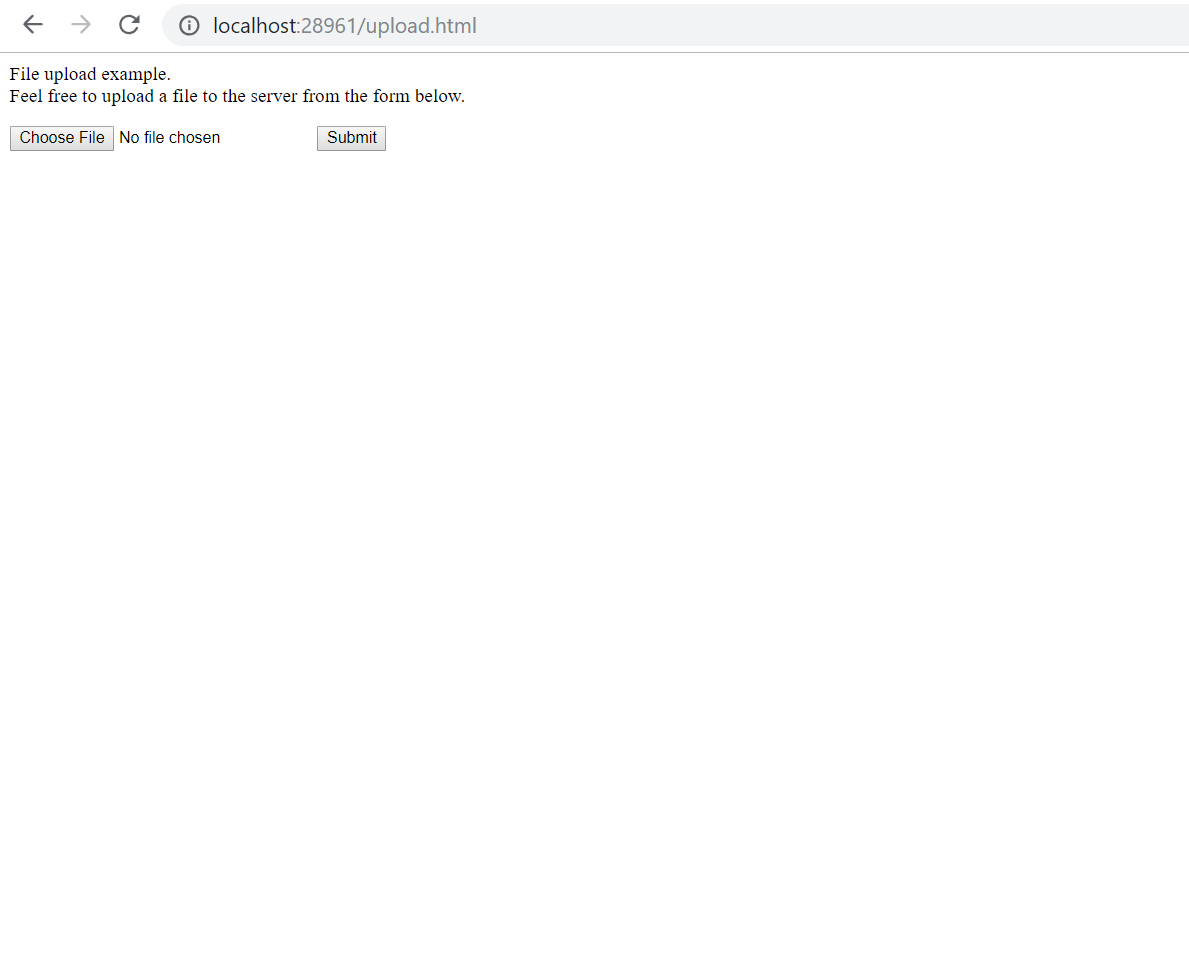 localhost:28961/upload.html
File upload example.
Feel free to upload a file to the server from the form below.
Choose File No file chosen Submit